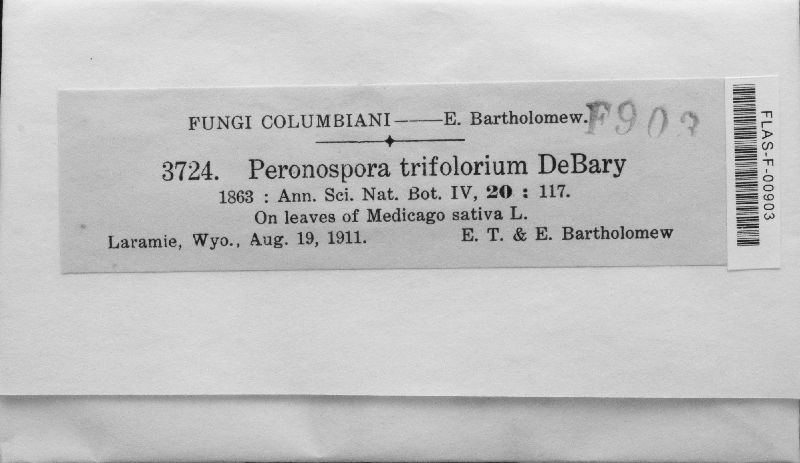 FUNGI COLUMBIANI——E. Bartholomew.
F903
3724. Peronospora trifolorium DeBary
1863 : Ann. Sci. Nat. Bot. IV, 20 : 117.
On leaves of Medicago sativa L.
Laramie, Wyo., Aug. 19, 1911. E. T. & E. Bartholomew
FLAS-F-00903